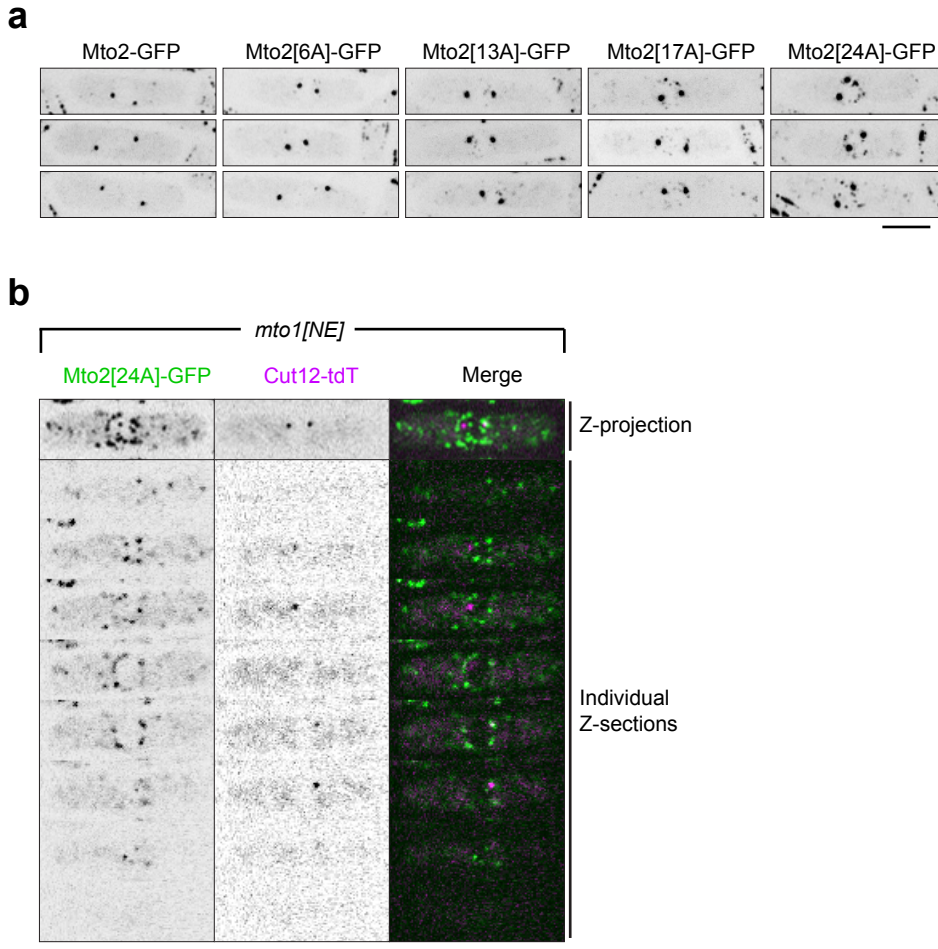 a
Mto2-GFP Mto2[6A]-GFP Mto2[13A]-GFP Mto2[17A]-GFP Mto2[24A]-GFP
b
mto1[NE]
Mto2[24A]-GFP Cut12-tdT Merge
Z-projection
Individual
Z-sections